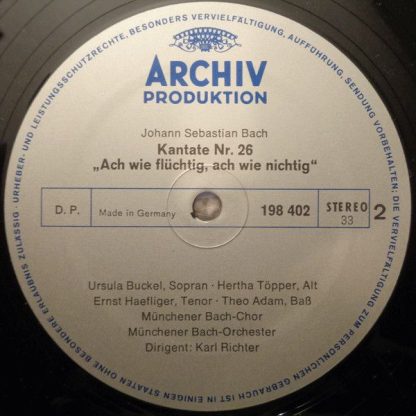 ALLE URHEBER- UND LEISTUNGSSCHUTZRECHTE, BESONDERS VERVIELFÄLTIGUNG, AUFFÜHRUNG, SENDUNG VORBEHALTEN; DIE VERVIELFÄLTIGUNG ZUM PERSÖNLICHEN GEBRAUCH IST IN EINIGEN STAATEN OHNE BESONDERE ERLAUBNIS ZULÄSSIG
ARCHIV
PRODUKTION
Johann Sebastian Bach
Kantate Nr. 26
„Ach wie flüchtig, ach wie nichtig“
D. P. Made in Germany 198 402 STEREO 2
33
Ursula Buckel, Sopran · Hertha Töpper, Alt
Ernst Haefliger, Tenor · Theo Adam, Baß
Münchener Bach-Chor
Münchener Bach-Orchester
Dirigent: Karl Richter